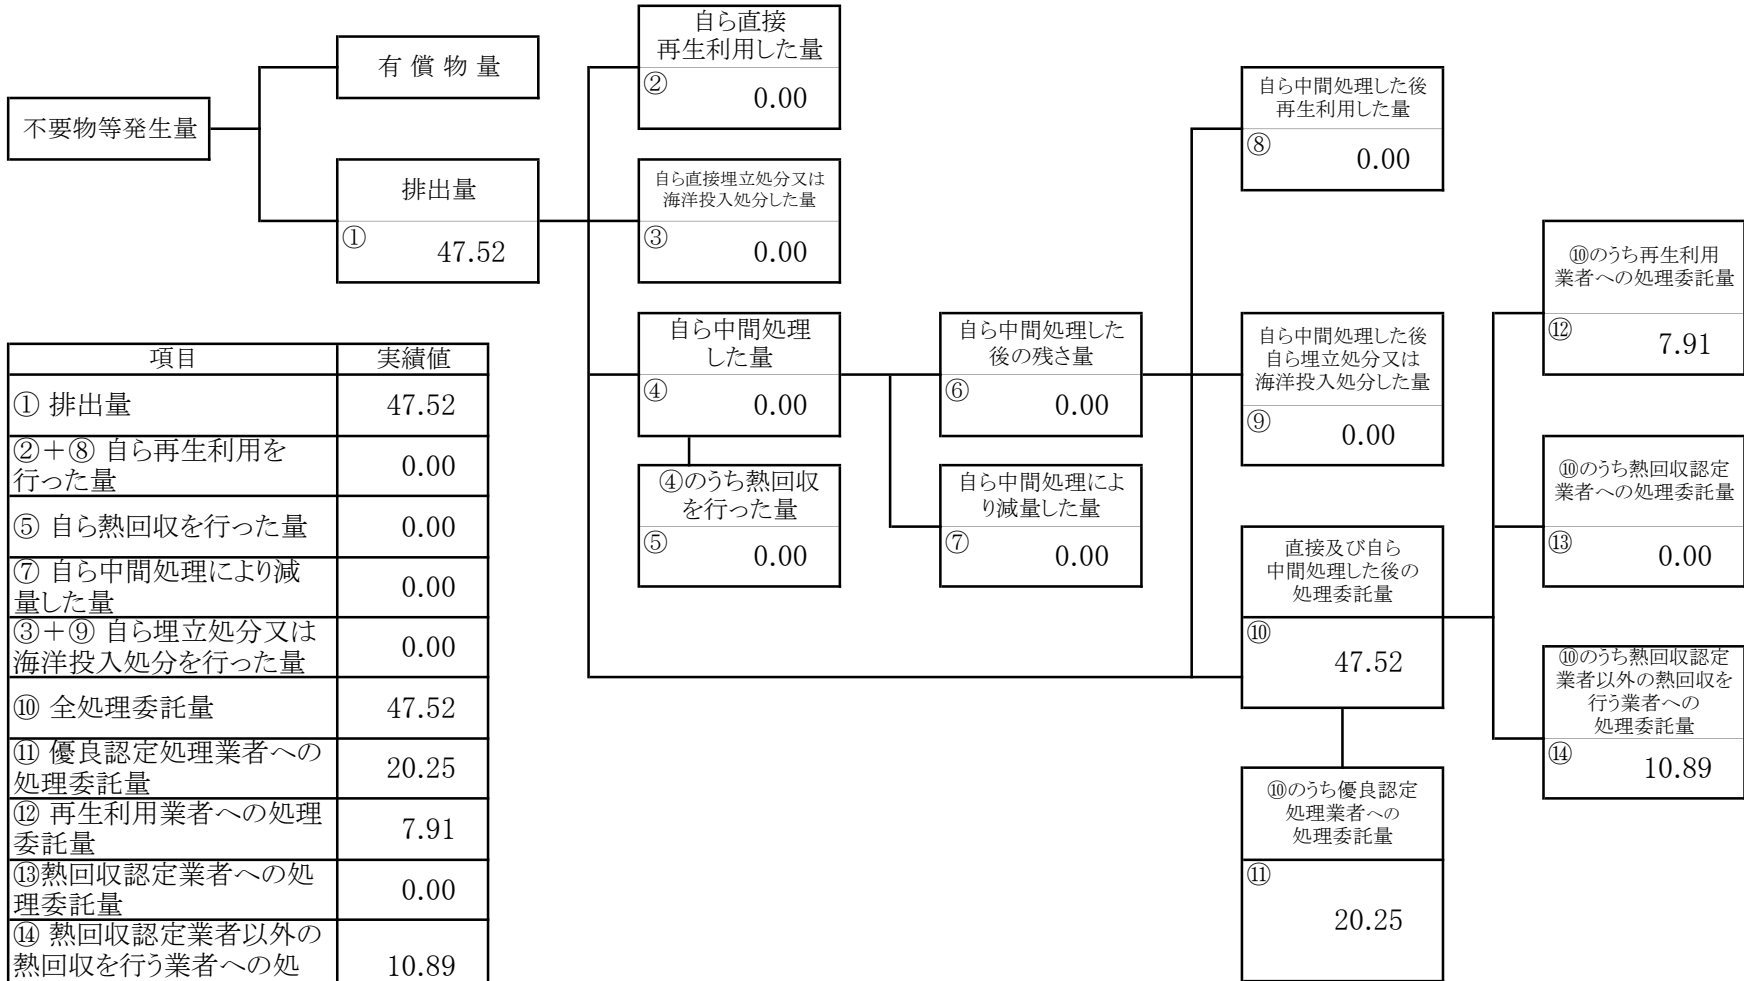 不要物等発生量
有 償 物 量
排出量
①
47.52
自ら直接
再生利用した量
②
0.00
自ら直接埋立処分又は
海洋投入処分した量
③
0.00
自ら中間処理
した量
④
0.00
④のうち熱回収
を行った量
⑤
0.00
自ら中間処理した
後の残さ量
⑥
0.00
自ら中間処理によ
り減量した量
⑦
0.00
自ら中間処理した後
再生利用した量
⑧
0.00
自ら中間処理した後
自ら埋立処分又は
海洋投入処分した量
⑨
0.00
直接及び自ら
中間処理した後の
処理委託量
⑩
47.52
⑩のうち優良認定
処理業者への
処理委託量
⑪
20.25
⑩のうち再生利用
業者への処理委託量
⑫
7.91
⑩のうち熱回収認定
業者への処理委託量
⑬
0.00
⑩のうち熱回収認定
業者以外の熱回収を
行う業者への
処理委託量
⑭
10.89
項目 実績値
① 排出量 47.52
②＋⑧ 自ら再生利用を
行った量 0.00
⑤ 自ら熱回収を行った量 0.00
⑦ 自ら中間処理により減
量した量 0.00
③＋⑨ 自ら埋立処分又は
海洋投入処分を行った量 0.00
⑩ 全処理委託量 47.52
⑪ 優良認定処理業者への
処理委託量 20.25
⑫ 再生利用業者への処理
委託量 7.91
⑬熱回収認定業者への処
理委託量 0.00
⑭ 熱回収認定業者以外の
熱回収を行う業者への処 10.89